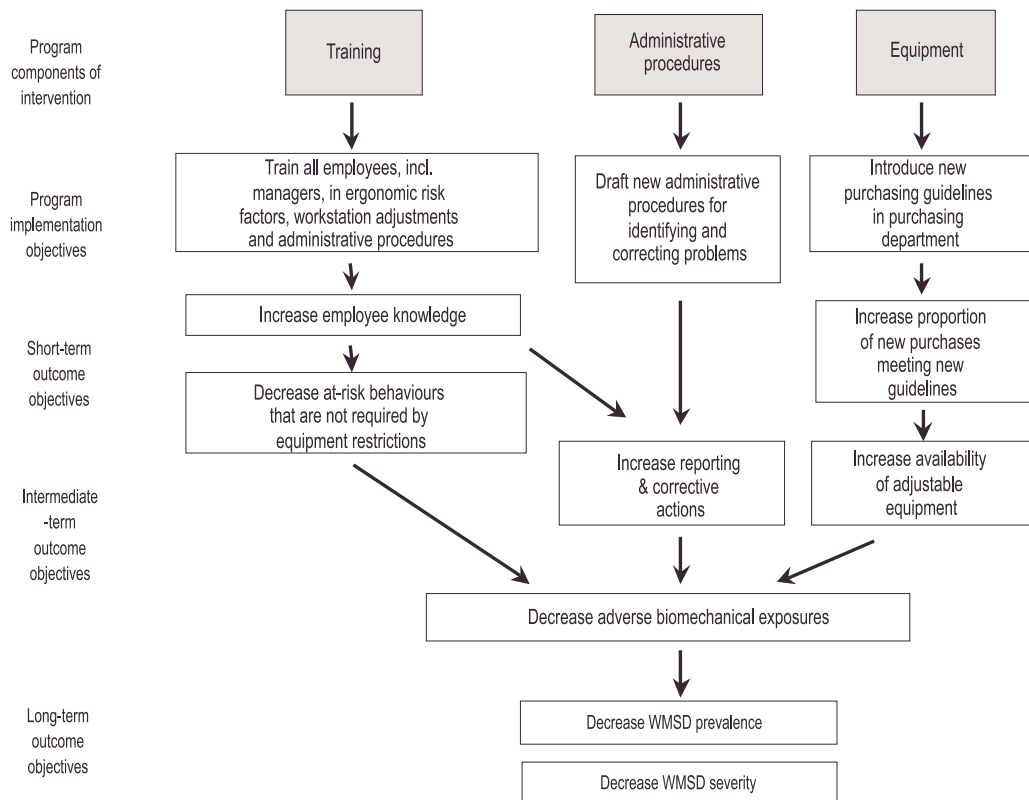 Program
components of
intervention
Training
Administrative
procedures
Equipment
Program
implementation
objectives
Train all employees, incl.
managers, in ergonomic risk
factors, workstation adjustments
and administrative procedures
Draft new administrative
procedures for
identifying and
correcting problems
Introduce new
purchasing guidelines
in purchasing
department
Short-term
outcome
objectives
Increase employee knowledge
Increase proportion
of new purchases
meeting new
guidelines
Decrease at-risk behaviours
that are not required by
equipment restrictions
Intermediate
-term
outcome
objectives
Increase reporting
& corrective
actions
Increase availability
of adjustable
equipment
Decrease adverse biomechanical exposures
Long-term
outcome
objectives
Decrease WMSD prevalence
Decrease WMSD severity